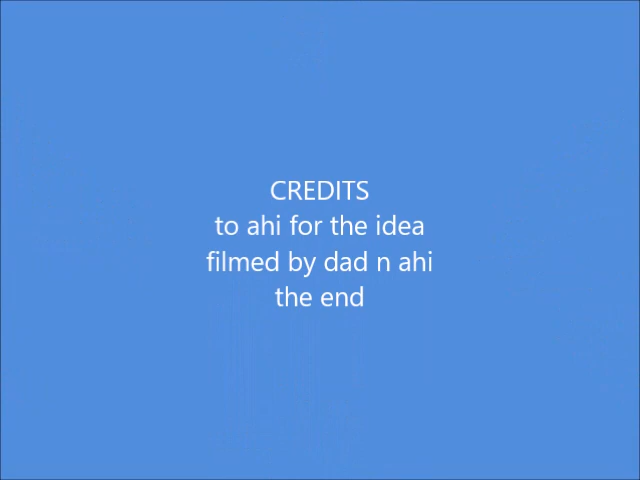 CREDITS
to ahi for the idea
filmed by dad n ahi
the end